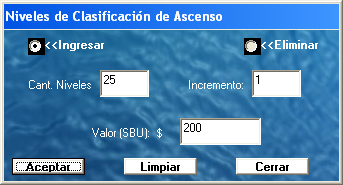 Niveles de Clasificación de Ascenso
<<Ingresar <<Eliminar
Cant. Niveles 25 Incremento: 1
Valor (SBU): $ 200
Aceptar Limpiar Cerrar